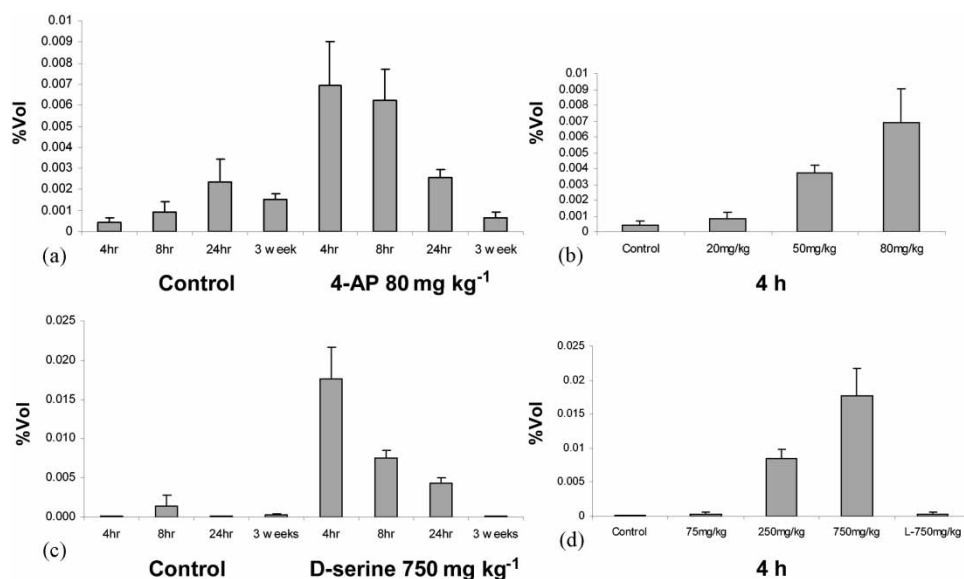 0.01
0.009
0.008
0.007
0.006
0.005
0.004
0.003
0.002
0.001
0
%Vol
4hr 8hr 24hr 3 week 4hr 8hr 24hr 3 week
(a)
Control 4-AP 80 mg kg-1
0.01
0.009
0.008
0.007
0.006
0.005
0.004
0.003
0.002
0.001
0
%Vol
Control 20mg/kg 50mg/kg 80mg/kg
(b)
4 h
0.025
0.020
0.015
0.010
0.005
0.000
%Vol
4hr 8hr 24hr 3 weeks 4hr 8hr 24hr 3 weeks
(c)
Control D-serine 750 mg kg-1
0.025
0.02
0.015
0.01
0.005
0
%Vol
Control 75mg/kg 250mg/kg 750mg/kg L-750mg/kg
(d)
4 h